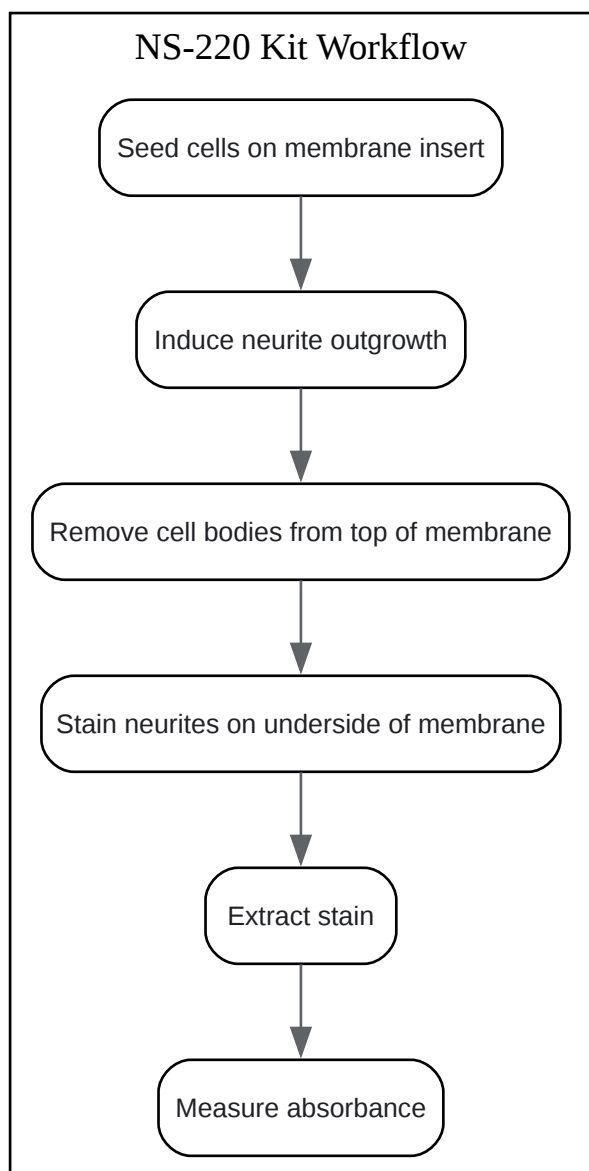 NS-220 Kit Workflow
Seed cells on membrane insert
Induce neurite outgrowth
Remove cell bodies from top of membrane
Stain neurites on underside of membrane
Extract stain
Measure absorbance